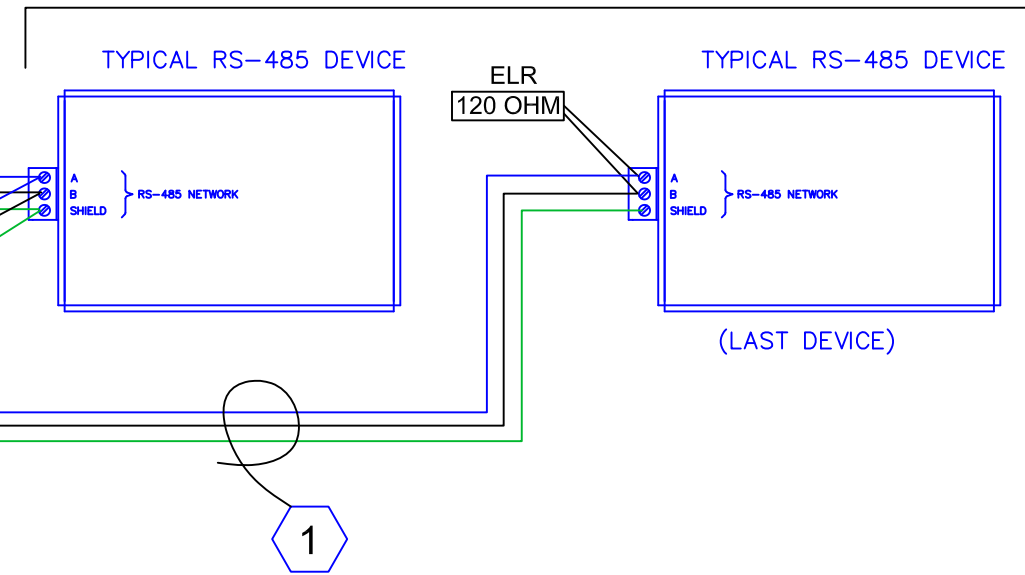 TYPICAL RS-485 DEVICE
A
B
SHIELD
RS-485 NETWORK
ELR
120 OHM
TYPICAL RS-485 DEVICE
A
B
SHIELD
RS-485 NETWORK
(LAST DEVICE)
1